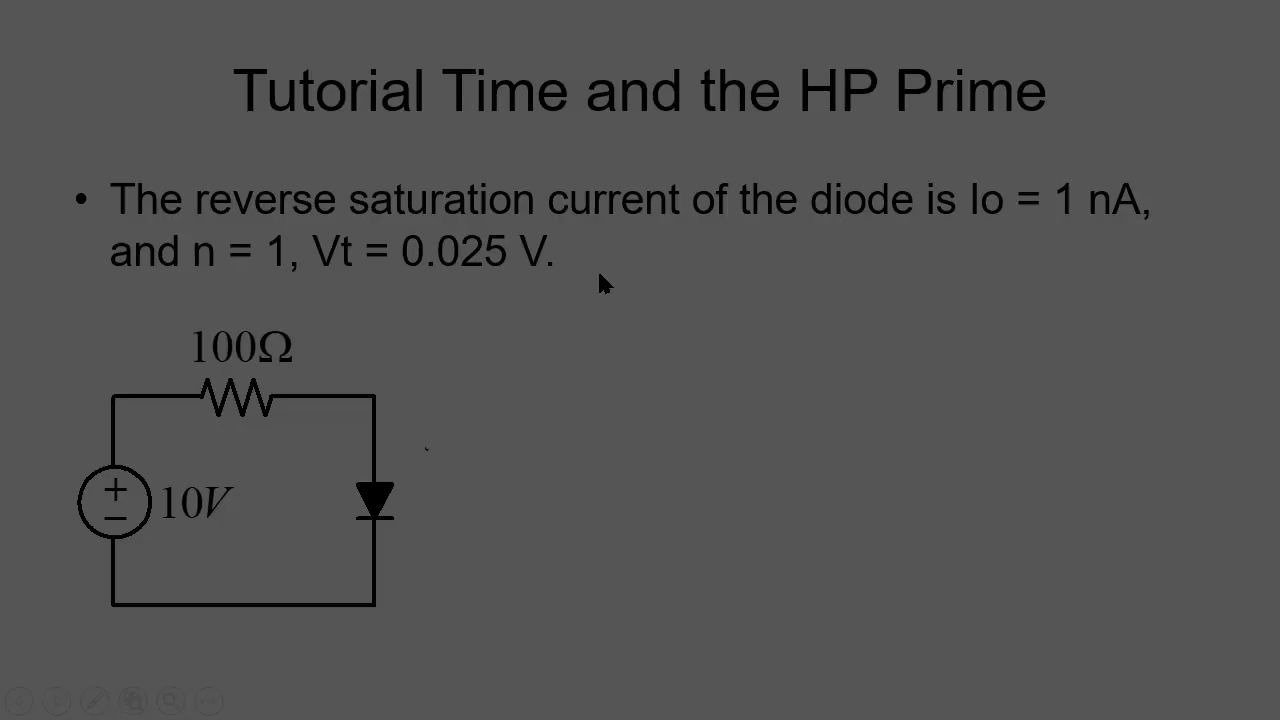 Tutorial Time and the HP Prime
• The reverse saturation current of the diode is Io = 1 nA,
and n = 1, Vt = 0.025 V.
100Ω
+
−
10V